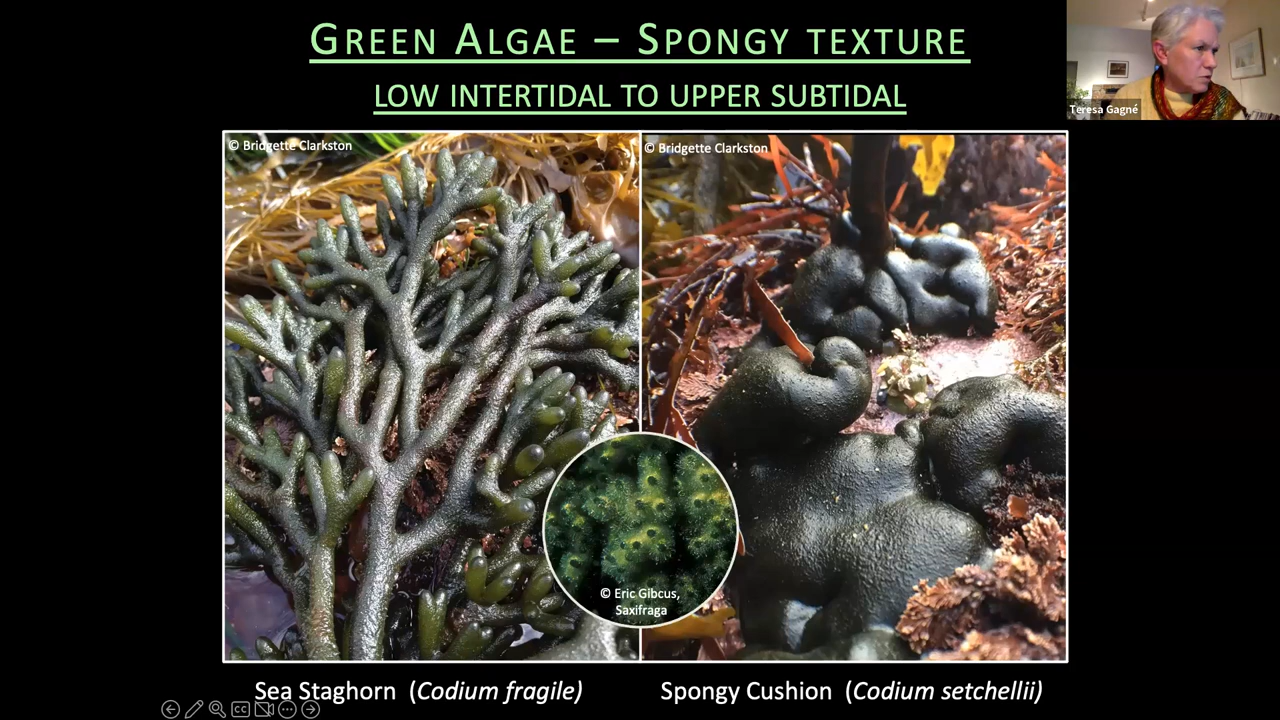 GREEN ALGAE – SPONGY TEXTURE
LOW INTERTIDAL TO UPPER SUBTIDAL
Teresa Gagné
© Bridgette Clarkston
© Bridgette Clarkston
© Eric Gibcus,
Saxifraga
Sea Staghorn (Codium fragile)
Spongy Cushion (Codium setchellii)
CC